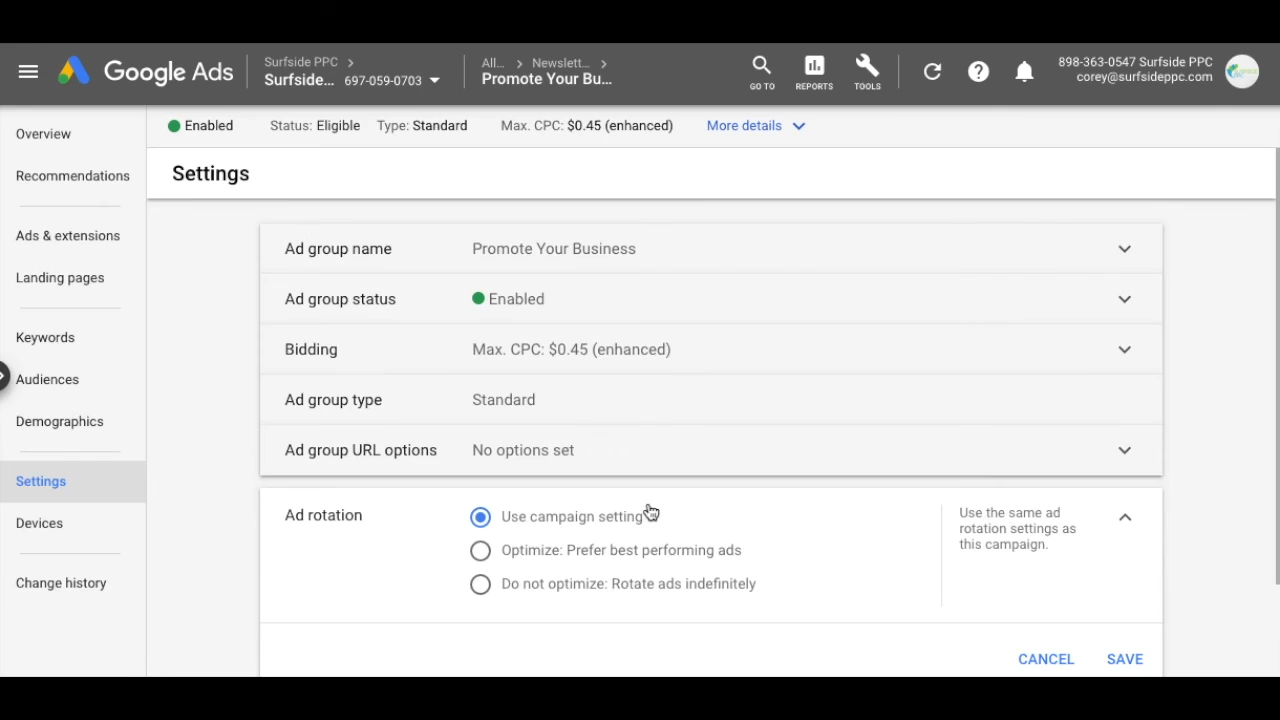 Google Ads
Surfside PPC >
Surfside... 697-059-0703
All... > Newslett... >
Promote Your Bu...
GO TO
REPORTS
TOOLS
898-363-0547 Surfside PPC
corey@surfsideppc.com
Overview
Recommendations
Ads & extensions
Landing pages
Keywords
Audiences
Demographics
Settings
Devices
Change history
Enabled Status: Eligible Type: Standard Max. CPC: $0.45 (enhanced) More details
Settings
Ad group name Promote Your Business
Ad group status Enabled
Bidding Max. CPC: $0.45 (enhanced)
Ad group type Standard
Ad group URL options No options set
Ad rotation
Use campaign setting
Optimize: Prefer best performing ads
Do not optimize: Rotate ads indefinitely
Use the same ad
rotation settings as
this campaign.
CANCEL SAVE